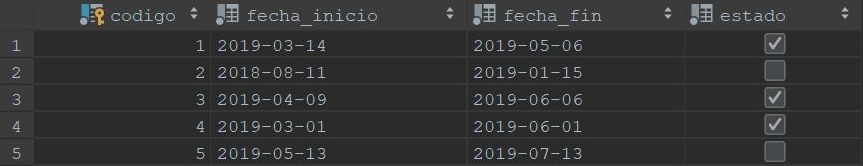 codigo fecha_inicio fecha_fin estado
1 1 2019-03-14 2019-05-06
2 2 2018-08-11 2019-01-15
3 3 2019-04-09 2019-06-06
4 4 2019-03-01 2019-06-01
5 5 2019-05-13 2019-07-13